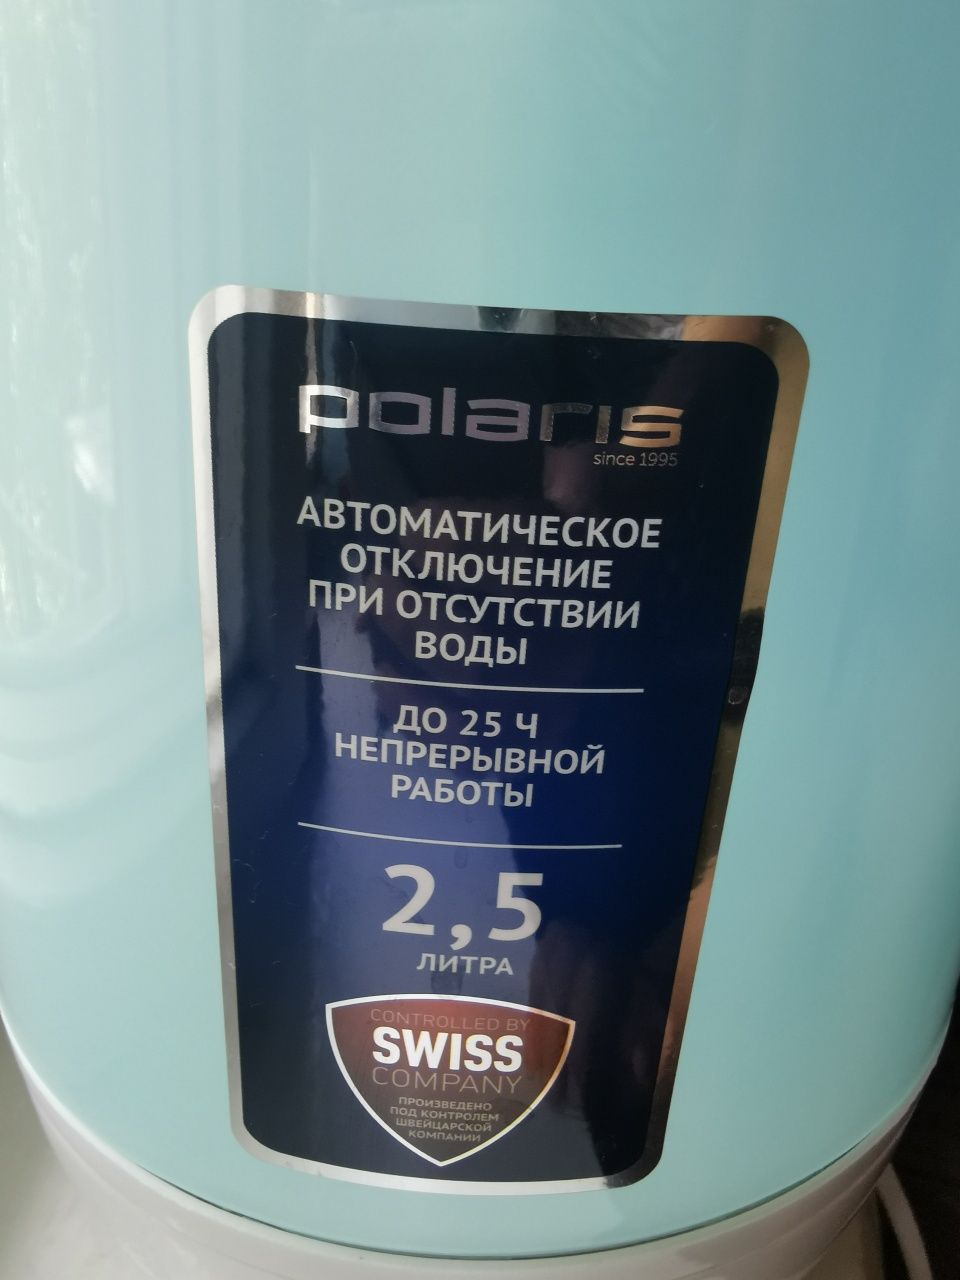 polaris
since 1995
АВТОМАТИЧЕСКОЕ
ОТКЛЮЧЕНИЕ
ПРИ ОТСУТСТВИИ
ВОДЫ
ДО 25 Ч
НЕПРЕРЫВНОЙ
РАБОТЫ
2,5
ЛИТРА
CONTROLLED BY
SWISS
COMPANY
ПРОИЗВЕДЕНО
ПОД КОНТРОЛЕМ
ШВЕЙЦАРСКОЙ
КОМПАНИИ